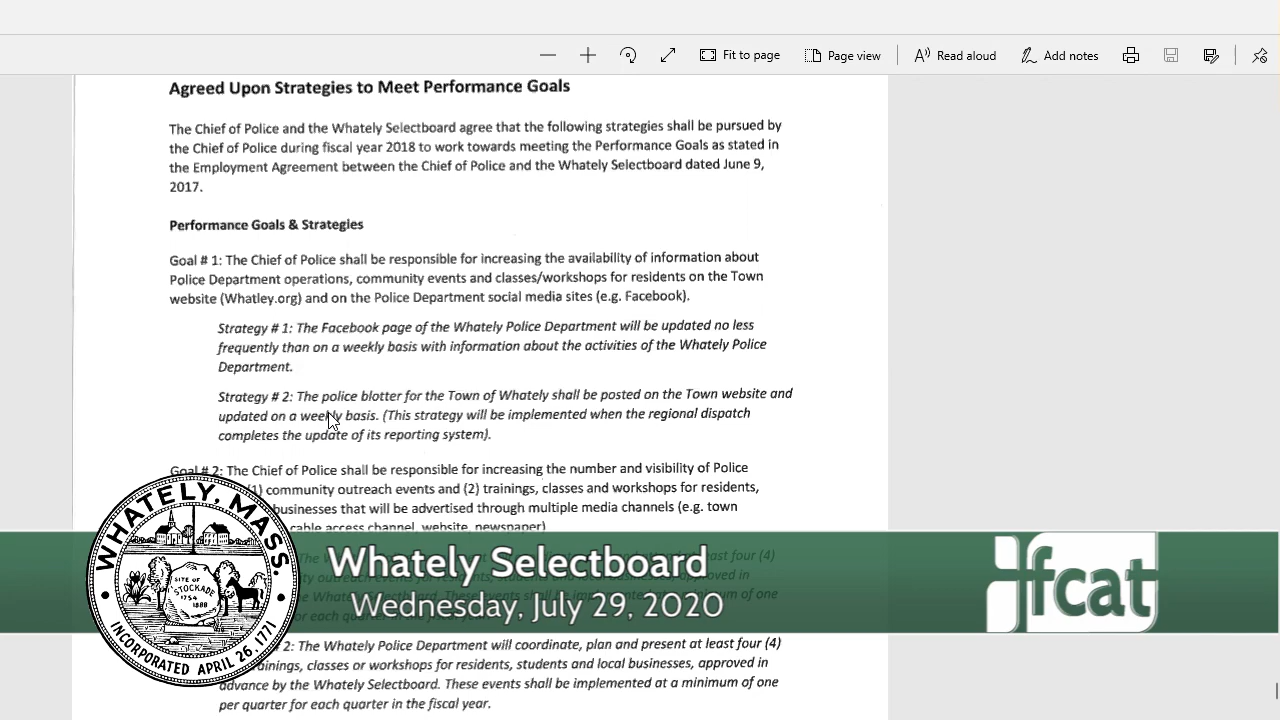 Fit to page
Page view
Read aloud
Add notes
Agreed Upon Strategies to Meet Performance Goals
The Chief of Police and the Whately Selectboard agree that the following strategies shall be pursued by
the Chief of Police during fiscal year 2018 to work towards meeting the Performance Goals as stated in
the Employment Agreement between the Chief of Police and the Whately Selectboard dated June 9,
2017.
Performance Goals & Strategies
Goal # 1: The Chief of Police shall be responsible for increasing the availability of information about
Police Department operations, community events and classes/workshops for residents on the Town
website (Whatley.org) and on the Police Department social media sites (e.g. Facebook).
Strategy # 1: The Facebook page of the Whately Police Department will be updated no less
frequently than on a weekly basis with information about the activities of the Whately Police
Department.
Strategy # 2: The police blotter for the Town of Whately shall be posted on the Town website and
updated on a weekly basis. (This strategy will be implemented when the regional dispatch
completes the update of its reporting system).
Goal # 2: The Chief of Police shall be responsible for increasing the number and visibility of Police
(1) community outreach events and (2) trainings, classes and workshops for residents,
businesses that will be advertised through multiple media channels (e.g. town
cable access channel, website, newspaper)
Whately Selectboard
Wednesday, July 29, 2020
fcat
WHATELY, MASS.
SITE OF
STOCKADE
1754
1888
INCORPORATED APRIL 26, 1771
2: The Whately Police Department will coordinate, plan and present at least four (4)
trainings, classes or workshops for residents, students and local businesses, approved in
advance by the Whately Selectboard. These events shall be implemented at a minimum of one
per quarter for each quarter in the fiscal year.